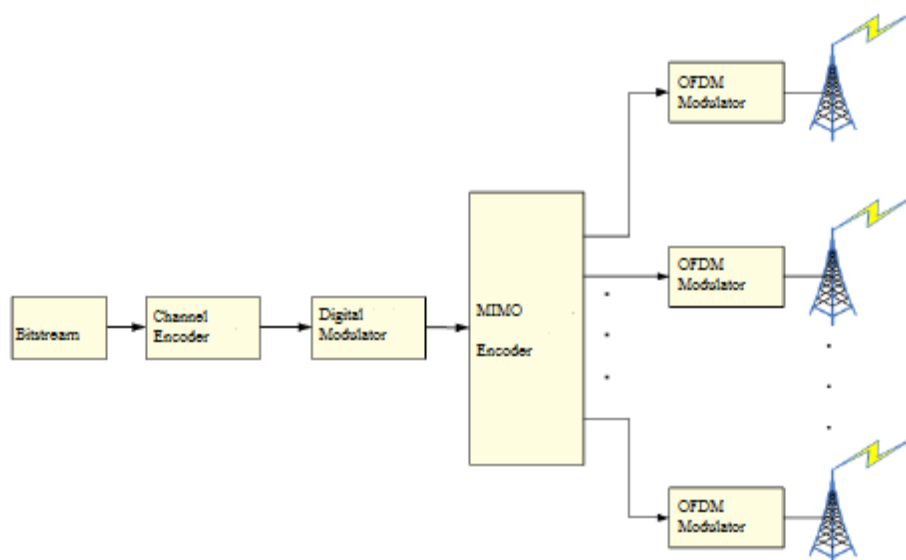 OFDM
Modulator
OFDM
Modulator
Bitstream
Channel
Encoder
Digital
Modulator
MIMO
Encoder
OFDM
Modulator